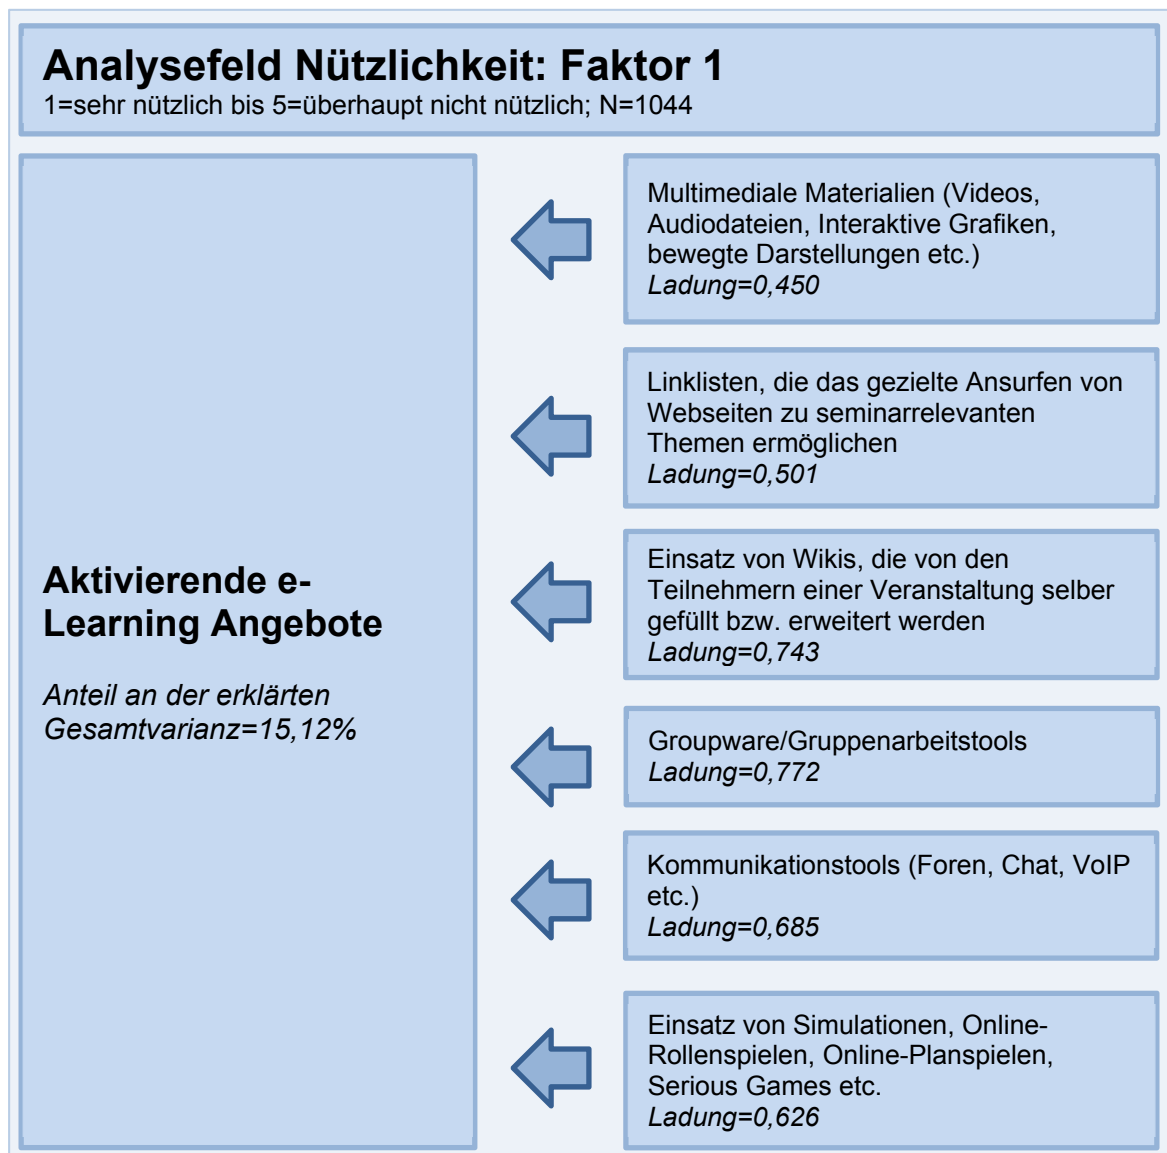 Analysefeld Nützlichkeit: Faktor 1
1=sehr nützlich bis 5=überhaupt nicht nützlich; N=1044
Aktivierende e-
Learning Angebote
Anteil an der erklärten
Gesamtvarianz=15,12%
Multimediale Materialien (Videos,
Audiodateien, Interaktive Grafiken,
bewegte Darstellungen etc.)
Ladung=0,450
Linklisten, die das gezielte Ansurfen von
Webseiten zu seminarrelevanten
Themen ermöglichen
Ladung=0,501
Einsatz von Wikis, die von den
Teilnehmern einer Veranstaltung selber
gefüllt bzw. erweitert werden
Ladung=0,743
Groupware/Gruppenarbeitstools
Ladung=0,772
Kommunikationstools (Foren, Chat, VoIP
etc.)
Ladung=0,685
Einsatz von Simulationen, Online-
Rollenspielen, Online-Planspielen,
Serious Games etc.
Ladung=0,626